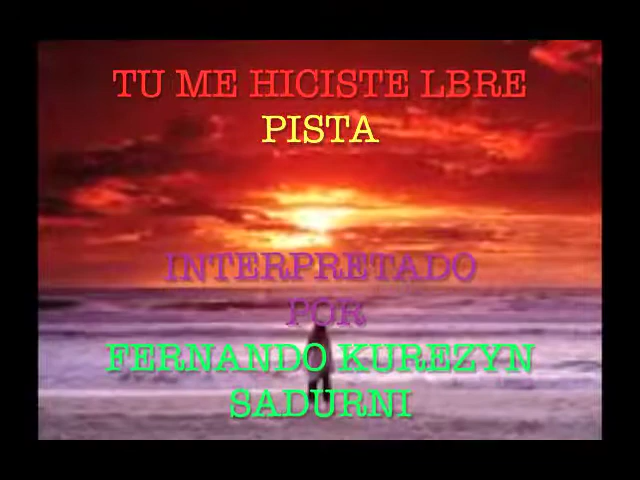 TU ME HICISTE LBRE
PISTA
INTERPRETADO
POR
FERNANDO KUREZYN
SADURNI